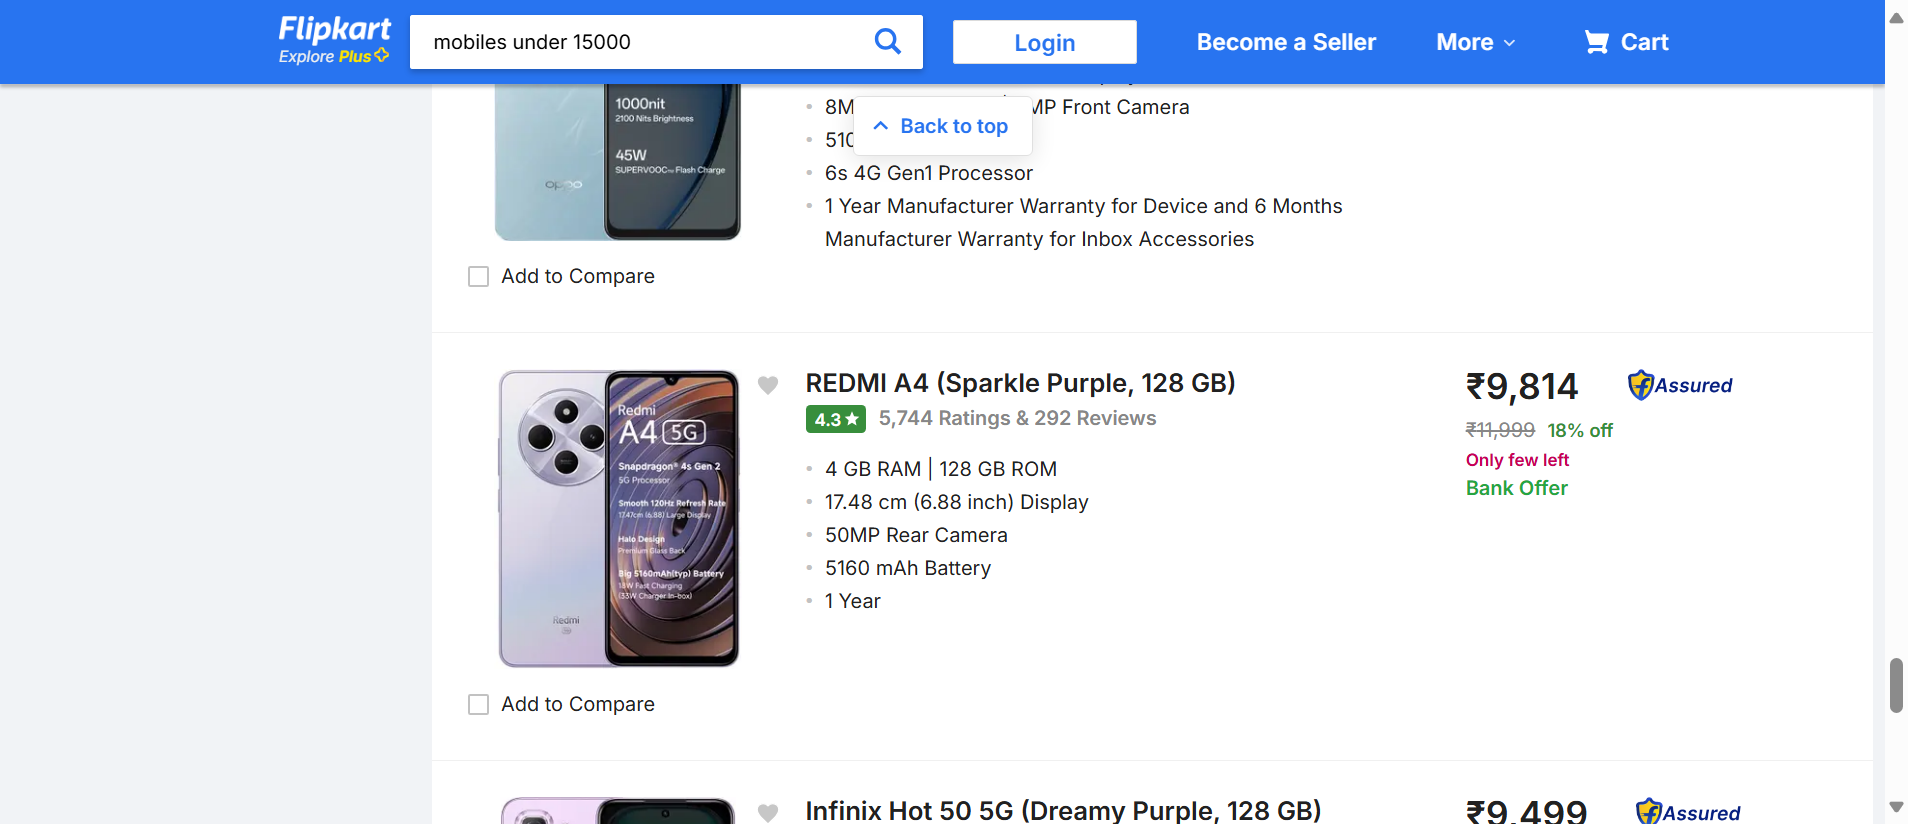 Flipkart
Explore Plus
mobiles under 15000
Login
Become a Seller
More
Cart
1000nit
2100 Nits Brightness
45W
SUPERVOOC™ Flash Charge
oppo
8M
MP Front Camera
Back to top
510
6s 4G Gen1 Processor
1 Year Manufacturer Warranty for Device and 6 Months
Manufacturer Warranty for Inbox Accessories
Add to Compare
Redmi
A4 5G
Snapdragon® 4s Gen 2
5G Processor
Smooth 120Hz Refresh Rate
17.47cm (6.88) Large Display
Halo Design
Premium Glass Back
Big 5160mAh(typ) Battery
18W Fast Charging
(33W Charger In-box)
Redmi
REDMI A4 (Sparkle Purple, 128 GB)
4.3★ 5,744 Ratings & 292 Reviews
4 GB RAM | 128 GB ROM
17.48 cm (6.88 inch) Display
50MP Rear Camera
5160 mAh Battery
1 Year
₹9,814
Assured
₹11,999 18% off
Only few left
Bank Offer
Add to Compare
Infinix Hot 50 5G (Dreamy Purple, 128 GB)
₹9,499
Assured